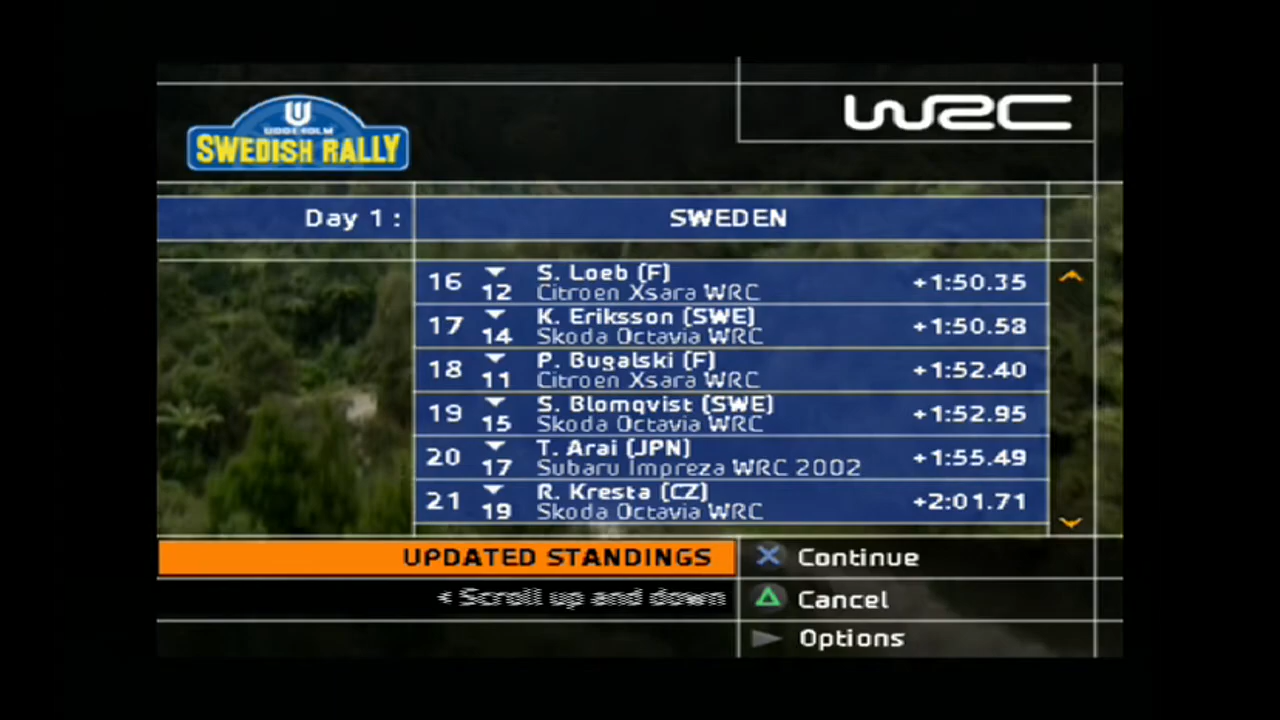 UDDEHOLM
SWEDISH RALLY
WRC
Day 1 :
SWEDEN
16 12 S. Loeb (F) +1:50.35
Citroen Xsara WRC
17 14 K. Eriksson (SWE) +1:50.58
Skoda Octavia WRC
18 11 P. Bugalski (F) +1:52.40
Citroen Xsara WRC
19 15 S. Blomqvist (SWE) +1:52.95
Skoda Octavia WRC
20 17 T. Arai (JPN) +1:55.49
Subaru Impreza WRC 2002
21 19 R. Kresta (CZ) +2:01.71
Skoda Octavia WRC
UPDATED STANDINGS
Continue
Scroll up and down
Cancel
Options